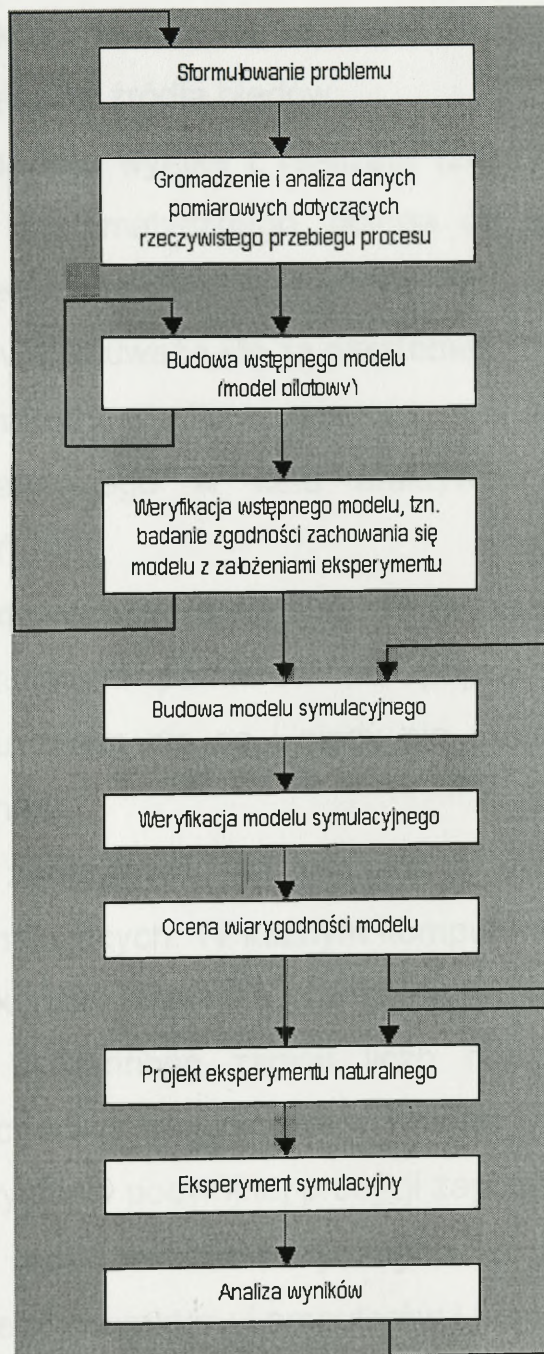 Sformułowanie problemu
Gromadzenie i analiza danych
pomiarowych dotyczących
rzeczywistego przebiegu procesu
Budowa wstępnego modelu
(model pilotowy)
Weryfikacja wstępnego modelu, tzn.
badanie zgodności zachowania się
modelu z założeniami eksperymentu
Budowa modelu symulacyjnego
Weryfikacja modelu symulacyjnego
Ocena wiarygodności modelu
Projekt eksperymentu naturalnego
Eksperyment symulacyjny
Analiza wyników